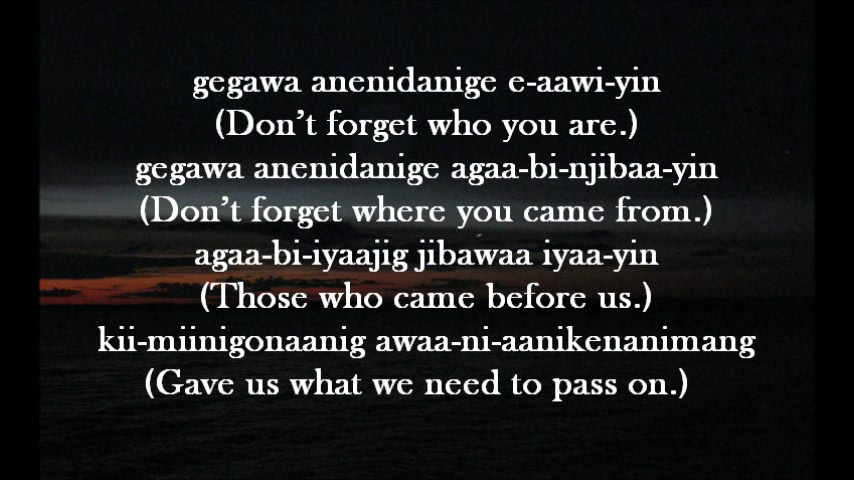 gegawa anenidanige e-aawi-yin
(Don't forget who you are.)
gegawa anenidanige agaa-bi-njibaa-yin
(Don't forget where you came from.)
agaa-bi-iyaajig jibawaa iyaa-yin
(Those who came before us.)
kii-miinigonaanig awaa-ni-aanikenanimang
(Gave us what we need to pass on.)